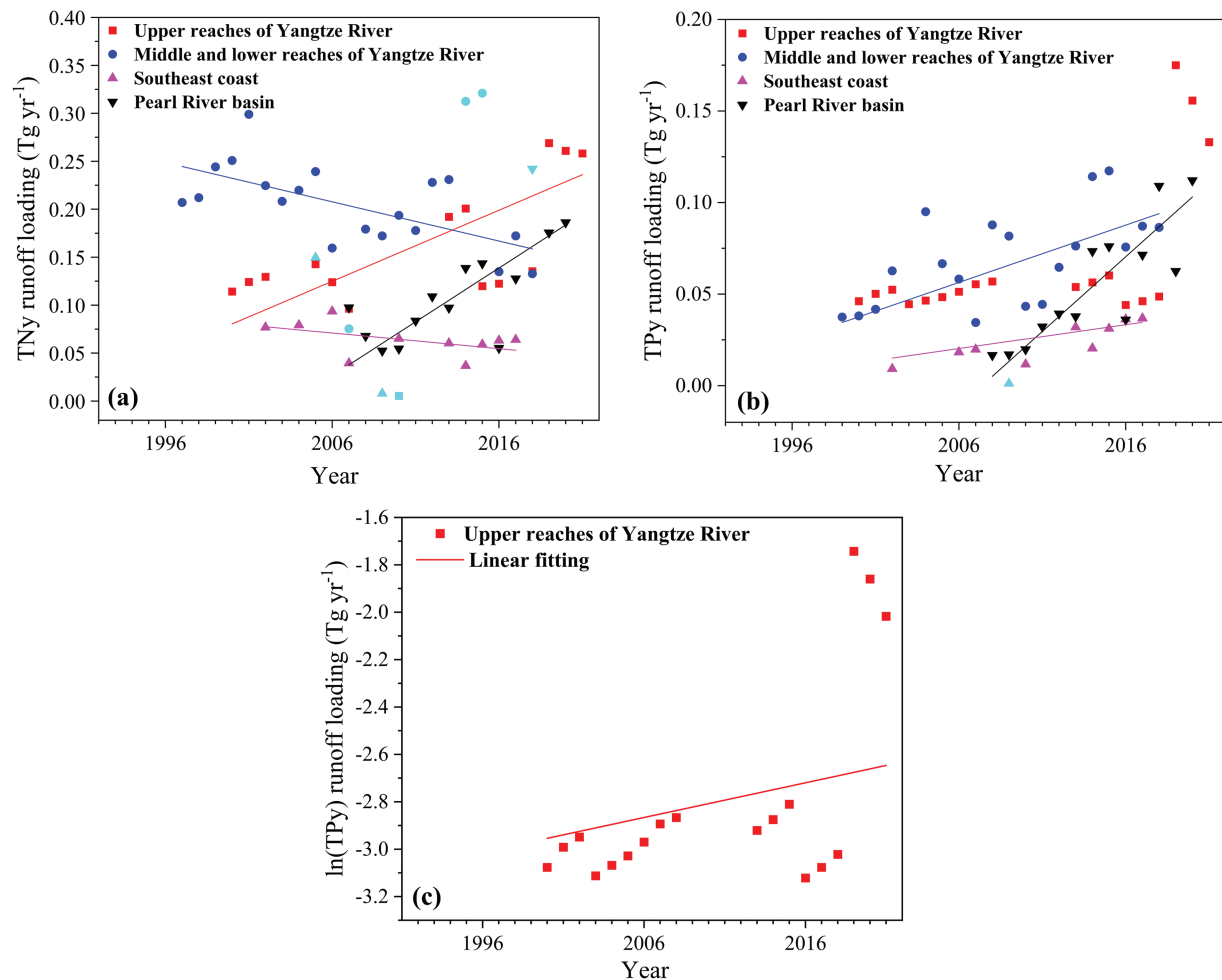 TNy runoff loading (Tg yr-1)
0.40
0.35
0.30
0.25
0.20
0.15
0.10
0.05
0.00
Upper reaches of Yangtze River
Middle and lower reaches of Yangtze River
Southeast coast
Pearl River basin
(a)
1996
2006
2016
Year
TPy runoff loading (Tg yr-1)
0.20
0.15
0.10
0.05
0.00
Upper reaches of Yangtze River
Middle and lower reaches of Yangtze River
Southeast coast
Pearl River basin
(b)
1996
2006
2016
Year
ln(TPy) runoff loading (Tg yr-1)
-1.6
-1.8
-2.0
-2.2
-2.4
-2.6
-2.8
-3.0
-3.2
Upper reaches of Yangtze River
Linear fitting
(c)
1996
2006
2016
Year